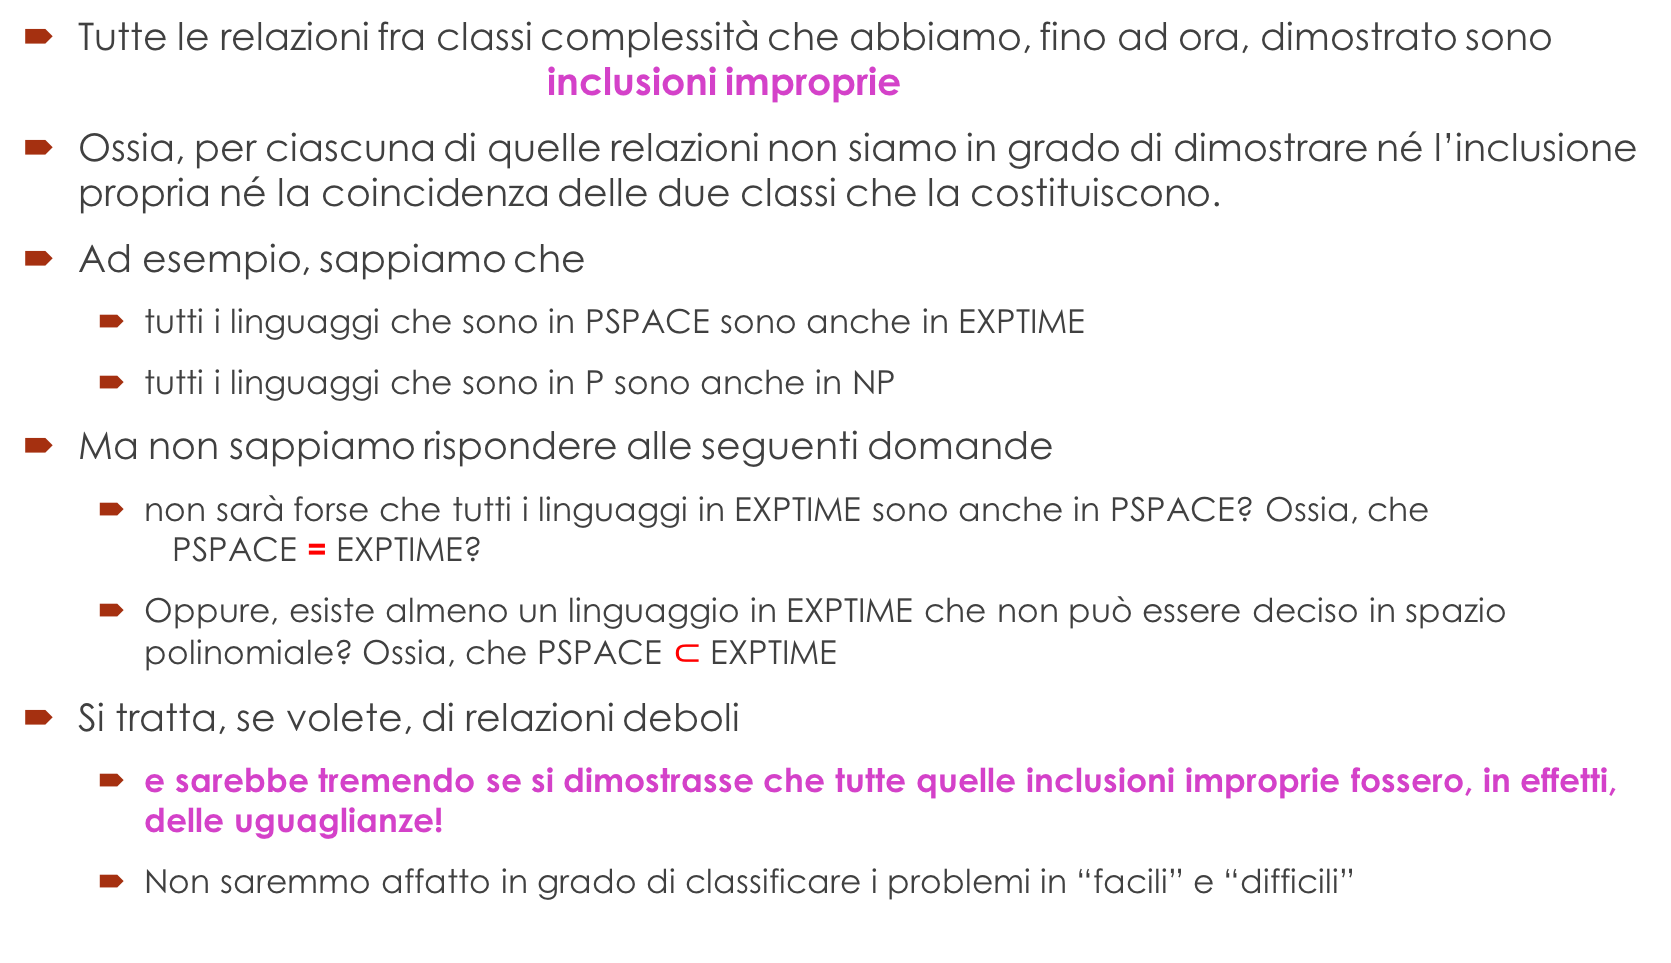 Tutte le relazioni fra classi complessità che abbiamo, fino ad ora, dimostrato sono
inclusioni improprie
Ossia, per ciascuna di quelle relazioni non siamo in grado di dimostrare né l’inclusione
propria né la coincidenza delle due classi che la costituiscono.
Ad esempio, sappiamo che
tutti i linguaggi che sono in PSPACE sono anche in EXPTIME
tutti i linguaggi che sono in P sono anche in NP
Ma non sappiamo rispondere alle seguenti domande
non sarà forse che tutti i linguaggi in EXPTIME sono anche in PSPACE? Ossia, che
PSPACE = EXPTIME?
Oppure, esiste almeno un linguaggio in EXPTIME che non può essere deciso in spazio
polinomiale? Ossia, che PSPACE ⊂ EXPTIME
Si tratta, se volete, di relazioni deboli
e sarebbe tremendo se si dimostrasse che tutte quelle inclusioni improprie fossero, in effetti,
delle uguaglianze!
Non saremmo affatto in grado di classificare i problemi in “facili” e “difficili”